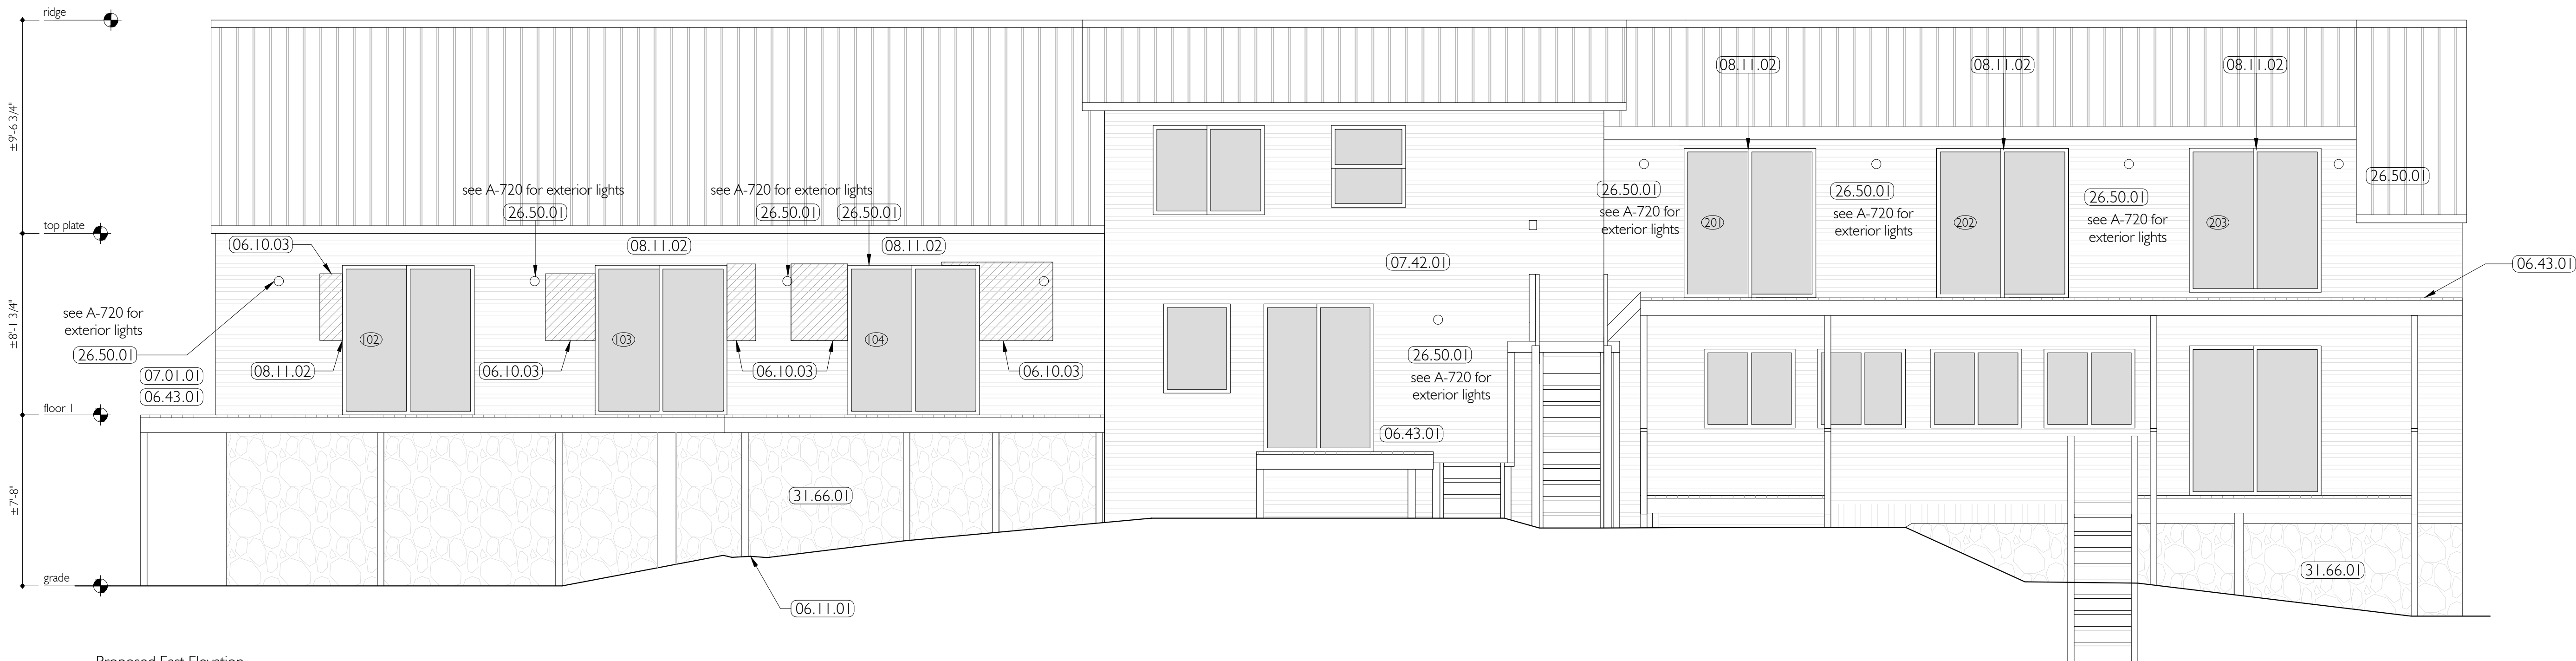 ridge
±9'-6 3/4"
top plate
±8'-1 3/4"
floor 1
±7'-8"
grade
08.11.02
08.11.02
08.11.02
see A-720 for exterior lights
26.50.01
see A-720 for exterior lights
26.50.01
26.50.01
06.10.03
08.11.02
08.11.02
see A-720 for
exterior lights
26.50.01
07.01.01
06.43.01
08.11.02
102
06.10.03
103
06.10.03
104
06.10.03
31.66.01
06.11.01
07.42.01
26.50.01
see A-720 for
exterior lights
06.43.01
26.50.01
see A-720 for
exterior lights
201
26.50.01
see A-720 for
exterior lights
202
26.50.01
see A-720 for
exterior lights
203
26.50.01
06.43.01
31.66.01
Proposed East Elevation